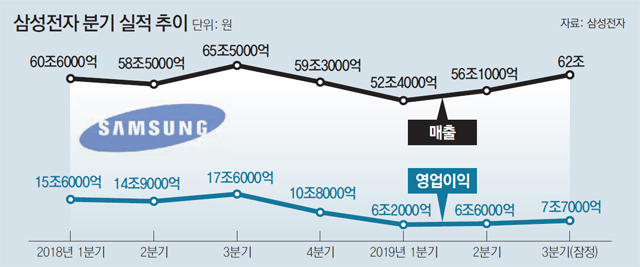 삼성전자 분기 실적 추이 단위: 원
자료: 삼성전자
60조6000억 58조5000억 65조5000억 59조3000억 52조4000억 56조1000억 62조
SAMSUNG
매출
15조6000억 14조9000억 17조6000억 10조8000억 6조2000억 6조6000억 7조7000억
영업이익
2018년 1분기 2분기 3분기 4분기 2019년 1분기 2분기 3분기(잠정)